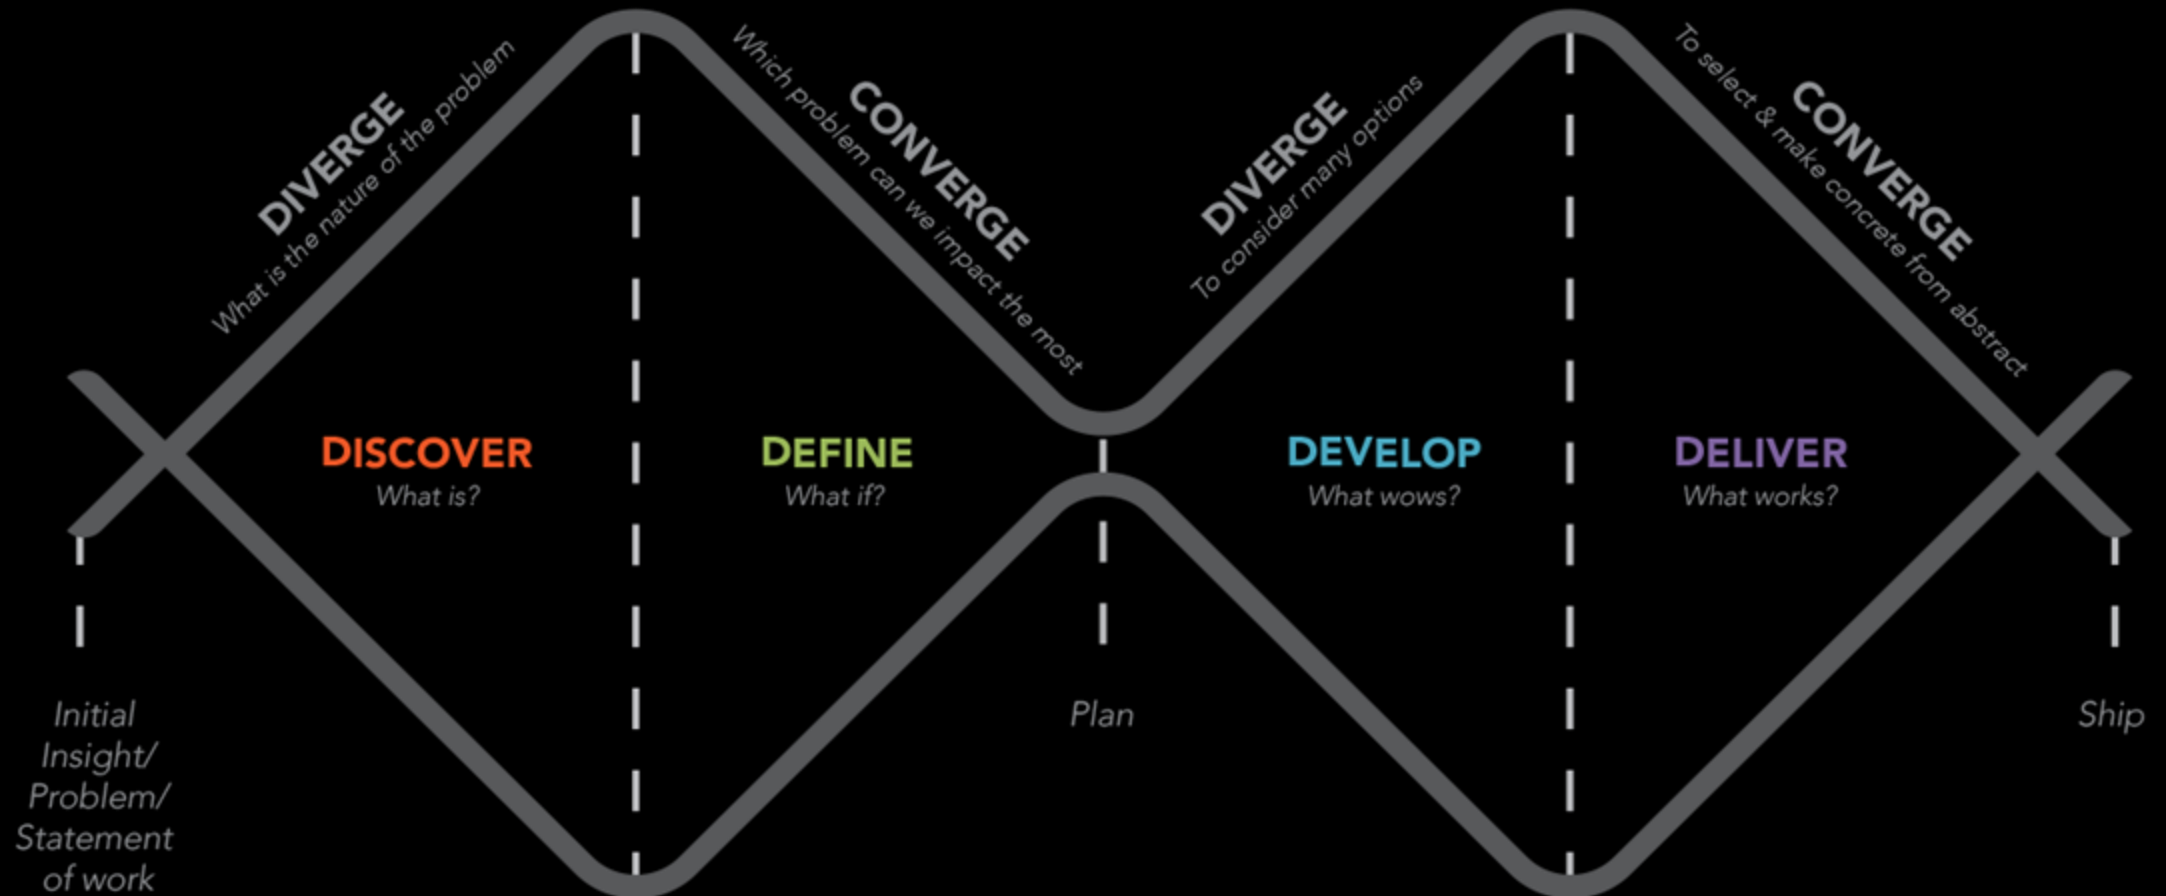 DIVERGE
What is the nature of the problem
CONVERGE
Which problem can we impact the most
DIVERGE
To consider many options
CONVERGE
To select & make concrete from abstract
DISCOVER
What is?
DEFINE
What if?
DEVELOP
What wows?
DELIVER
What works?
Initial
Insight/
Problem/
Statement
of work
Plan
Ship